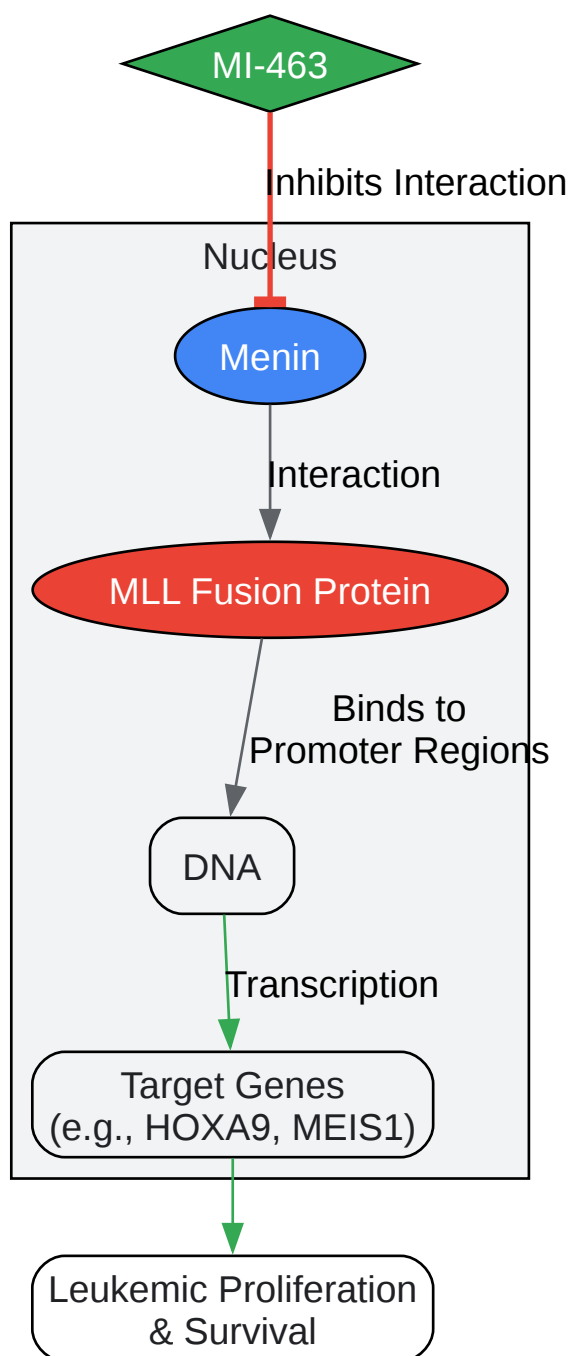 MI-463
Inhibits Interaction
Nucleus
Menin
Interaction
MLL Fusion Protein
Binds to
Promoter Regions
DNA
Transcription
Target Genes
(e.g., HOXA9, MEIS1)
Leukemic Proliferation
& Survival